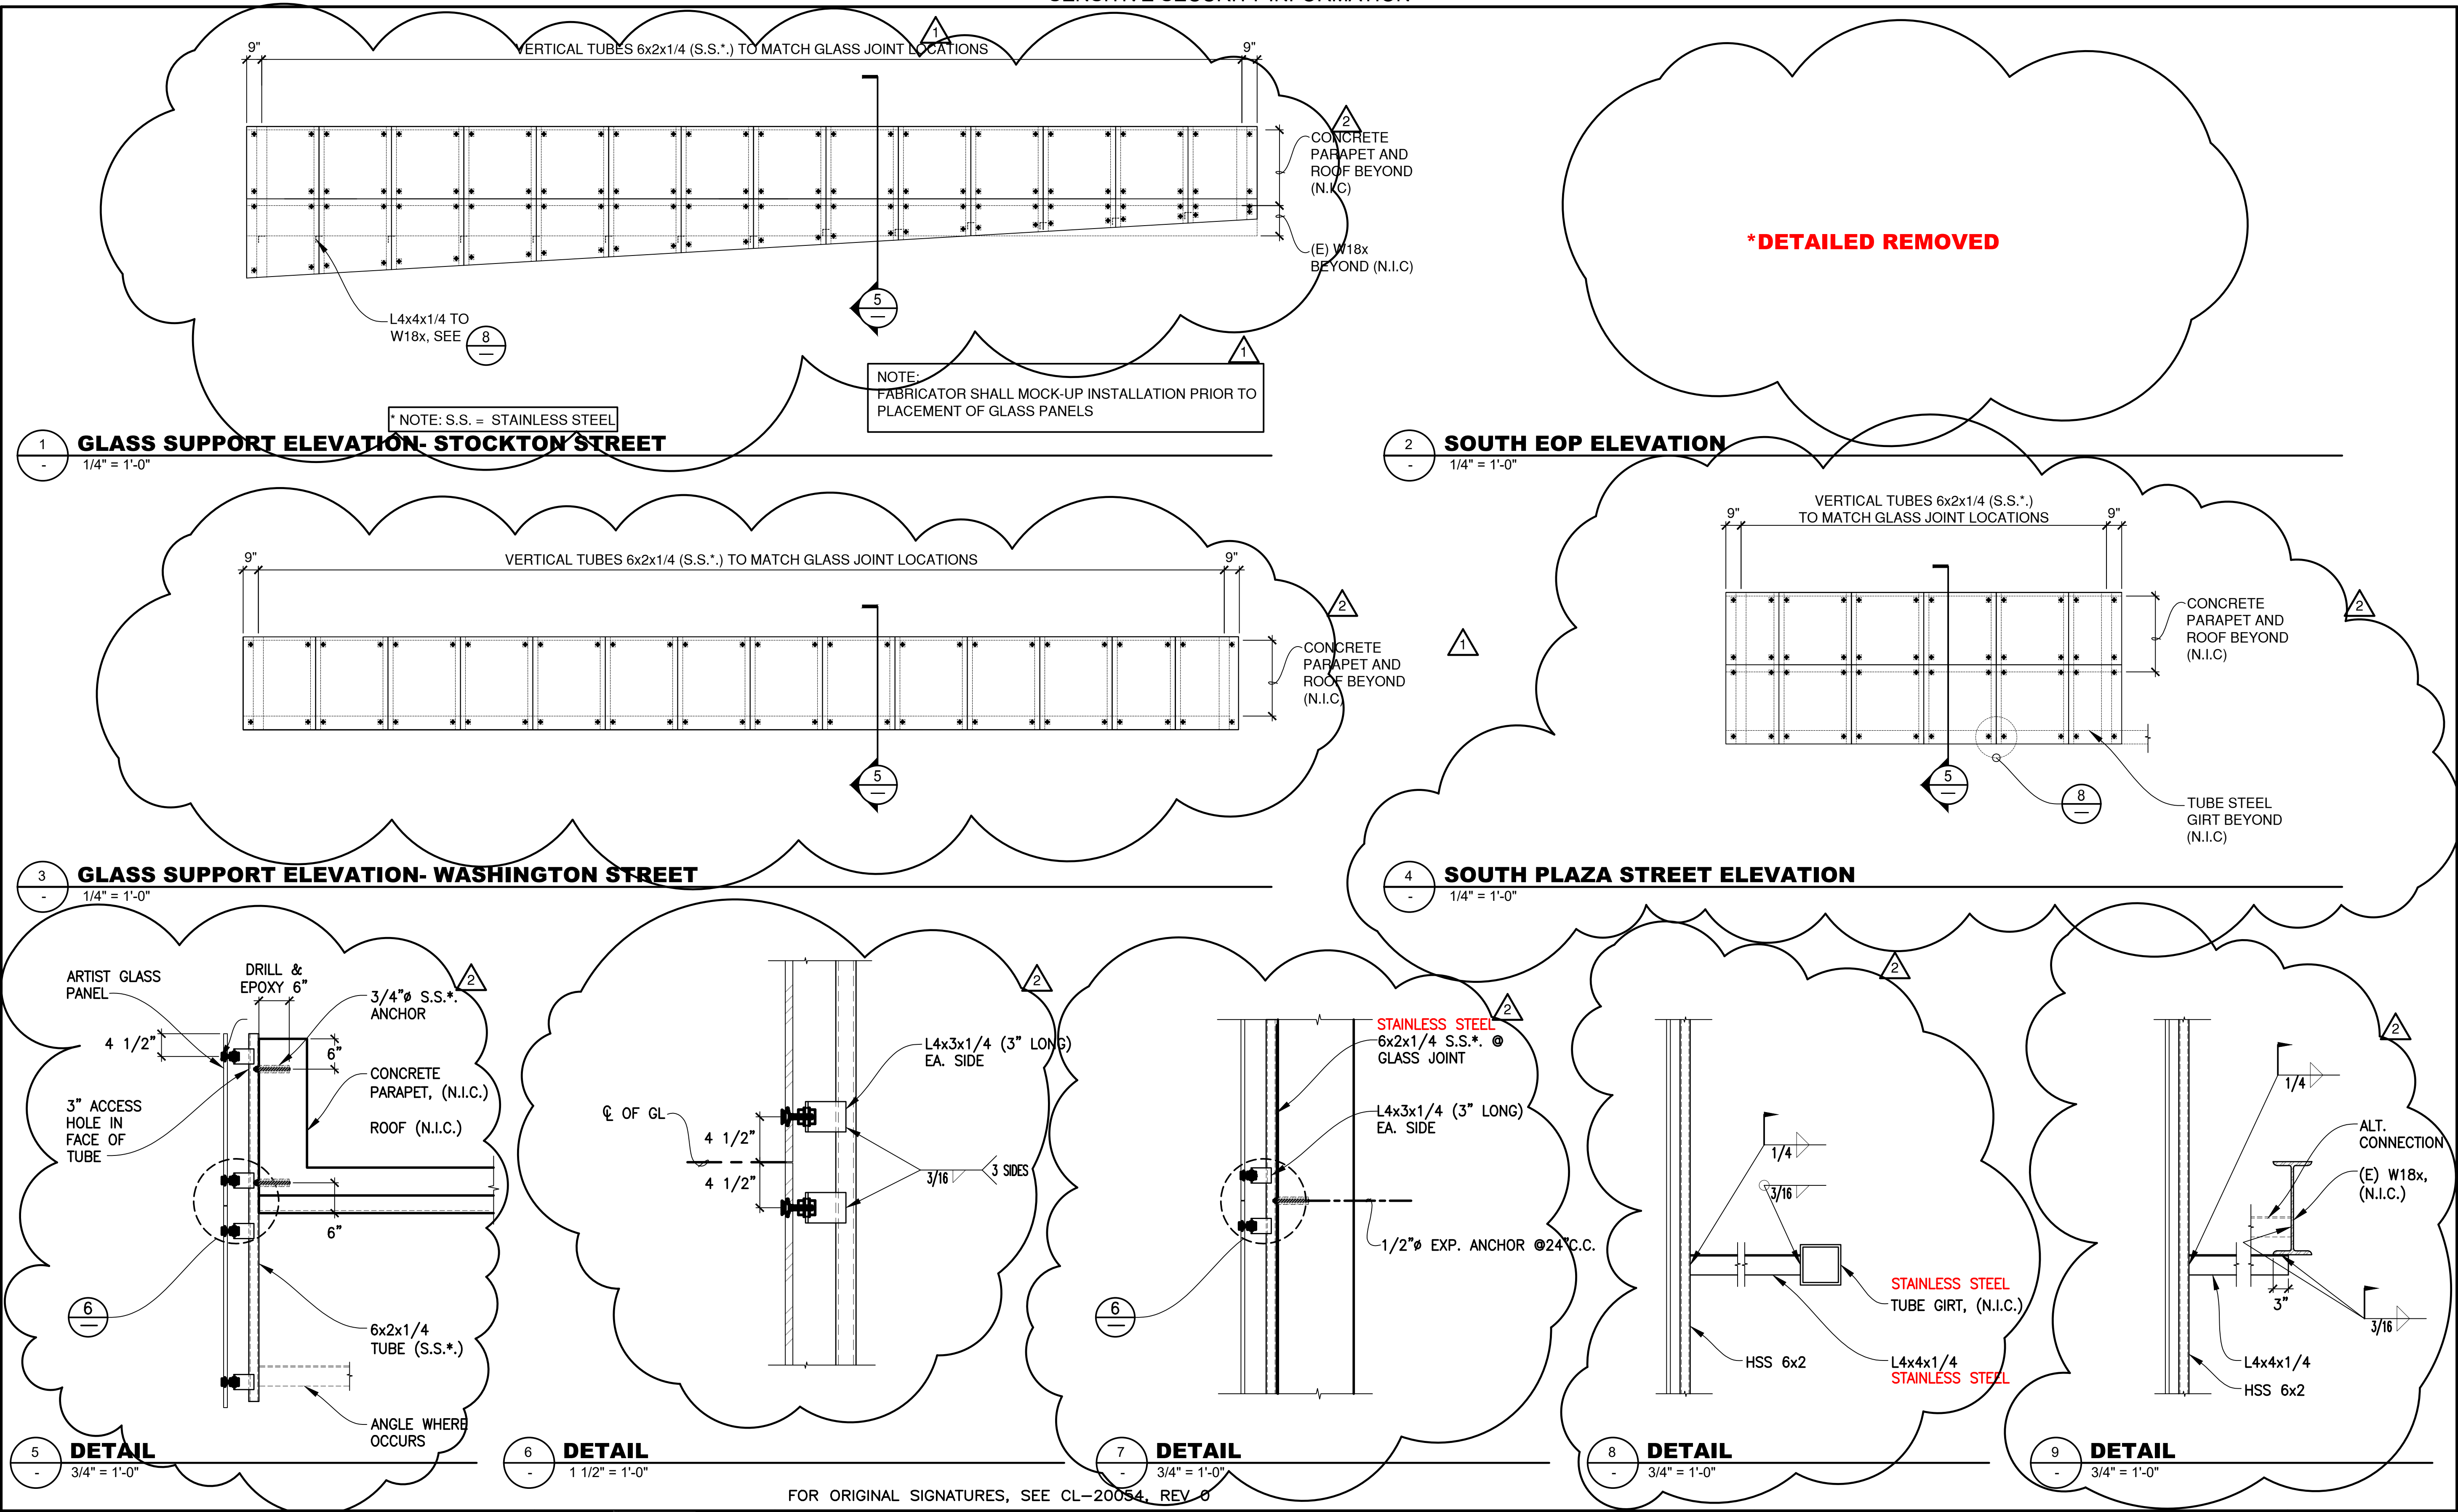 SENSITIVE SECURITY INFORMATION
9"
VERTICAL TUBES 6x2x1/4 (S.S.*.) TO MATCH GLASS JOINT LOCATIONS
1
9"
2
CONCRETE
PARAPET AND
ROOF BEYOND
(N.I.C)
(E) W18x
BEYOND (N.I.C)
5
L4x4x1/4 TO
W18x, SEE
8
1
NOTE:
FABRICATOR SHALL MOCK-UP INSTALLATION PRIOR TO
PLACEMENT OF GLASS PANELS
* NOTE: S.S. = STAINLESS STEEL
1
-
GLASS SUPPORT ELEVATION- STOCKTON STREET
1/4" = 1'-0"
*DETAILED REMOVED
2
-
SOUTH EOP ELEVATION
1/4" = 1'-0"
9"
VERTICAL TUBES 6x2x1/4 (S.S.*.) TO MATCH GLASS JOINT LOCATIONS
9"
2
CONCRETE
PARAPET AND
ROOF BEYOND
(N.I.C)
5
3
-
GLASS SUPPORT ELEVATION- WASHINGTON STREET
1/4" = 1'-0"
1
VERTICAL TUBES 6x2x1/4 (S.S.*.)
TO MATCH GLASS JOINT LOCATIONS
9"
9"
2
CONCRETE
PARAPET AND
ROOF BEYOND
(N.I.C)
5
8
TUBE STEEL
GIRT BEYOND
(N.I.C)
4
-
SOUTH PLAZA STREET ELEVATION
1/4" = 1'-0"
ARTIST GLASS
PANEL
DRILL &
EPOXY 6"
2
3/4"ø S.S.*.
ANCHOR
4 1/2"
6"
CONCRETE
PARAPET, (N.I.C.)
3" ACCESS
HOLE IN
FACE OF
TUBE
ROOF (N.I.C.)
6"
6
6x2x1/4
TUBE (S.S.*.)
ANGLE WHERE
OCCURS
5
-
DETAIL
3/4" = 1'-0"
2
L4x3x1/4 (3" LONG)
EA. SIDE
℄ OF GL
4 1/2"
4 1/2"
3/16
3 SIDES
6
-
DETAIL
1 1/2" = 1'-0"
2
STAINLESS STEEL
6x2x1/4 S.S.*. @
GLASS JOINT
L4x3x1/4 (3" LONG)
EA. SIDE
1/2"ø EXP. ANCHOR @24"C.C.
6
7
-
DETAIL
3/4" = 1'-0"
2
1/4
3/16
STAINLESS STEEL
TUBE GIRT, (N.I.C.)
HSS 6x2
L4x4x1/4
STAINLESS STEEL
8
-
DETAIL
3/4" = 1'-0"
2
1/4
ALT.
CONNECTION
(E) W18x,
(N.I.C.)
3"
3/16
L4x4x1/4
HSS 6x2
9
-
DETAIL
3/4" = 1'-0"
FOR ORIGINAL SIGNATURES, SEE CL-20054, REV 0